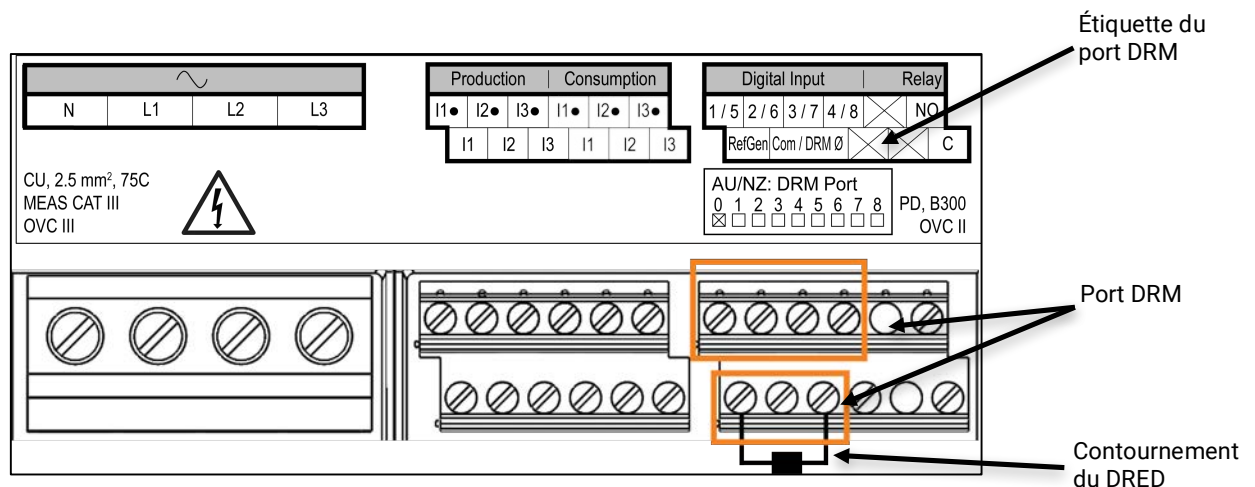 Étiquette du
port DRM
Production | Consumption
Digital Input | Relay
N L1 L2 L3
I1● I2● I3● I1● I2● I3●
1 / 5 2 / 6 3 / 7 4 / 8 NO
I1 I2 I3 I1 I2 I3
RefGen Com / DRM Ø C
CU, 2.5 mm², 75C
MEAS CAT III
OVC III
AU/NZ: DRM Port
0 1 2 3 4 5 6 7 8
PD, B300
OVC II
Port DRM
Contournement
du DRED